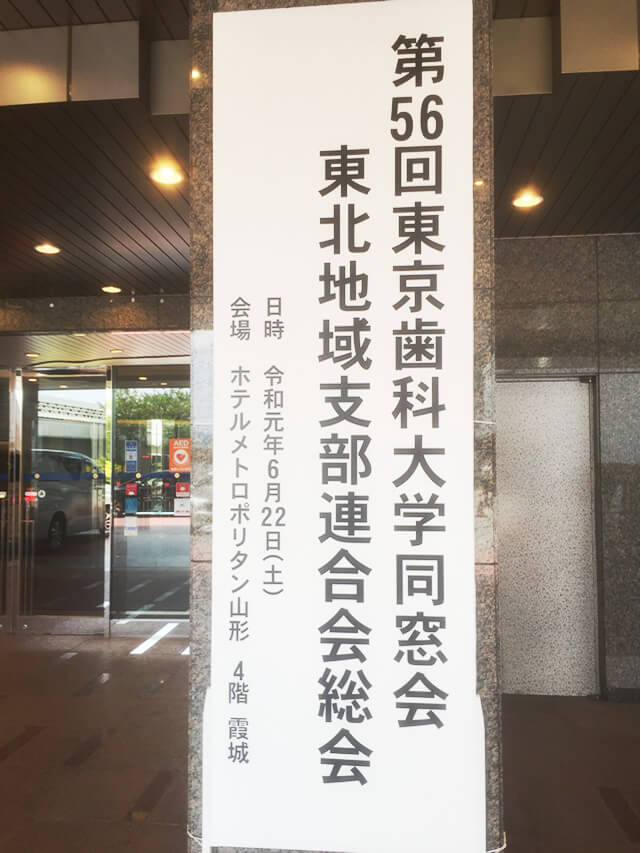 第56回東京歯科大学同窓会
東北地域支部連合会総会
日時 令和元年6月22日(土)
会場 ホテルメトロポリタン山形 4階 霞城
AED